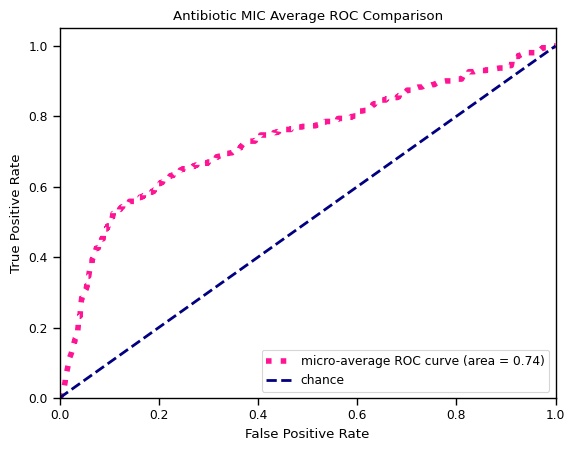 Antibiotic MIC Average ROC Comparison
1.0
0.8
0.6
0.4
0.2
0.0
True Positive Rate
micro-average ROC curve (area = 0.74)
chance
0.0 0.2 0.4 0.6 0.8 1.0
False Positive Rate